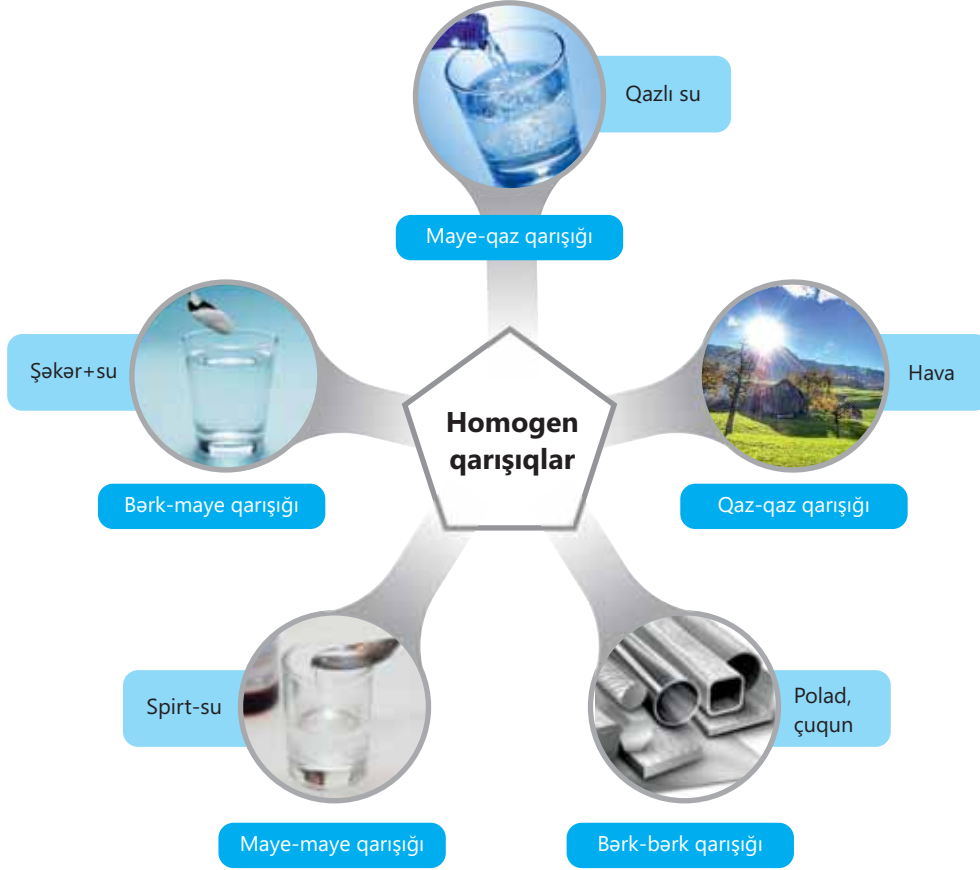 Qazlı su
Maye-qaz qarışığı
Şəkər+su
Hava
Homogen
qarışıqlar
Bərk-maye qarışığı
Qaz-qaz qarışığı
Spirt-su
Polad,
çuqun
Maye-maye qarışığı
Bərk-bərk qarışığı